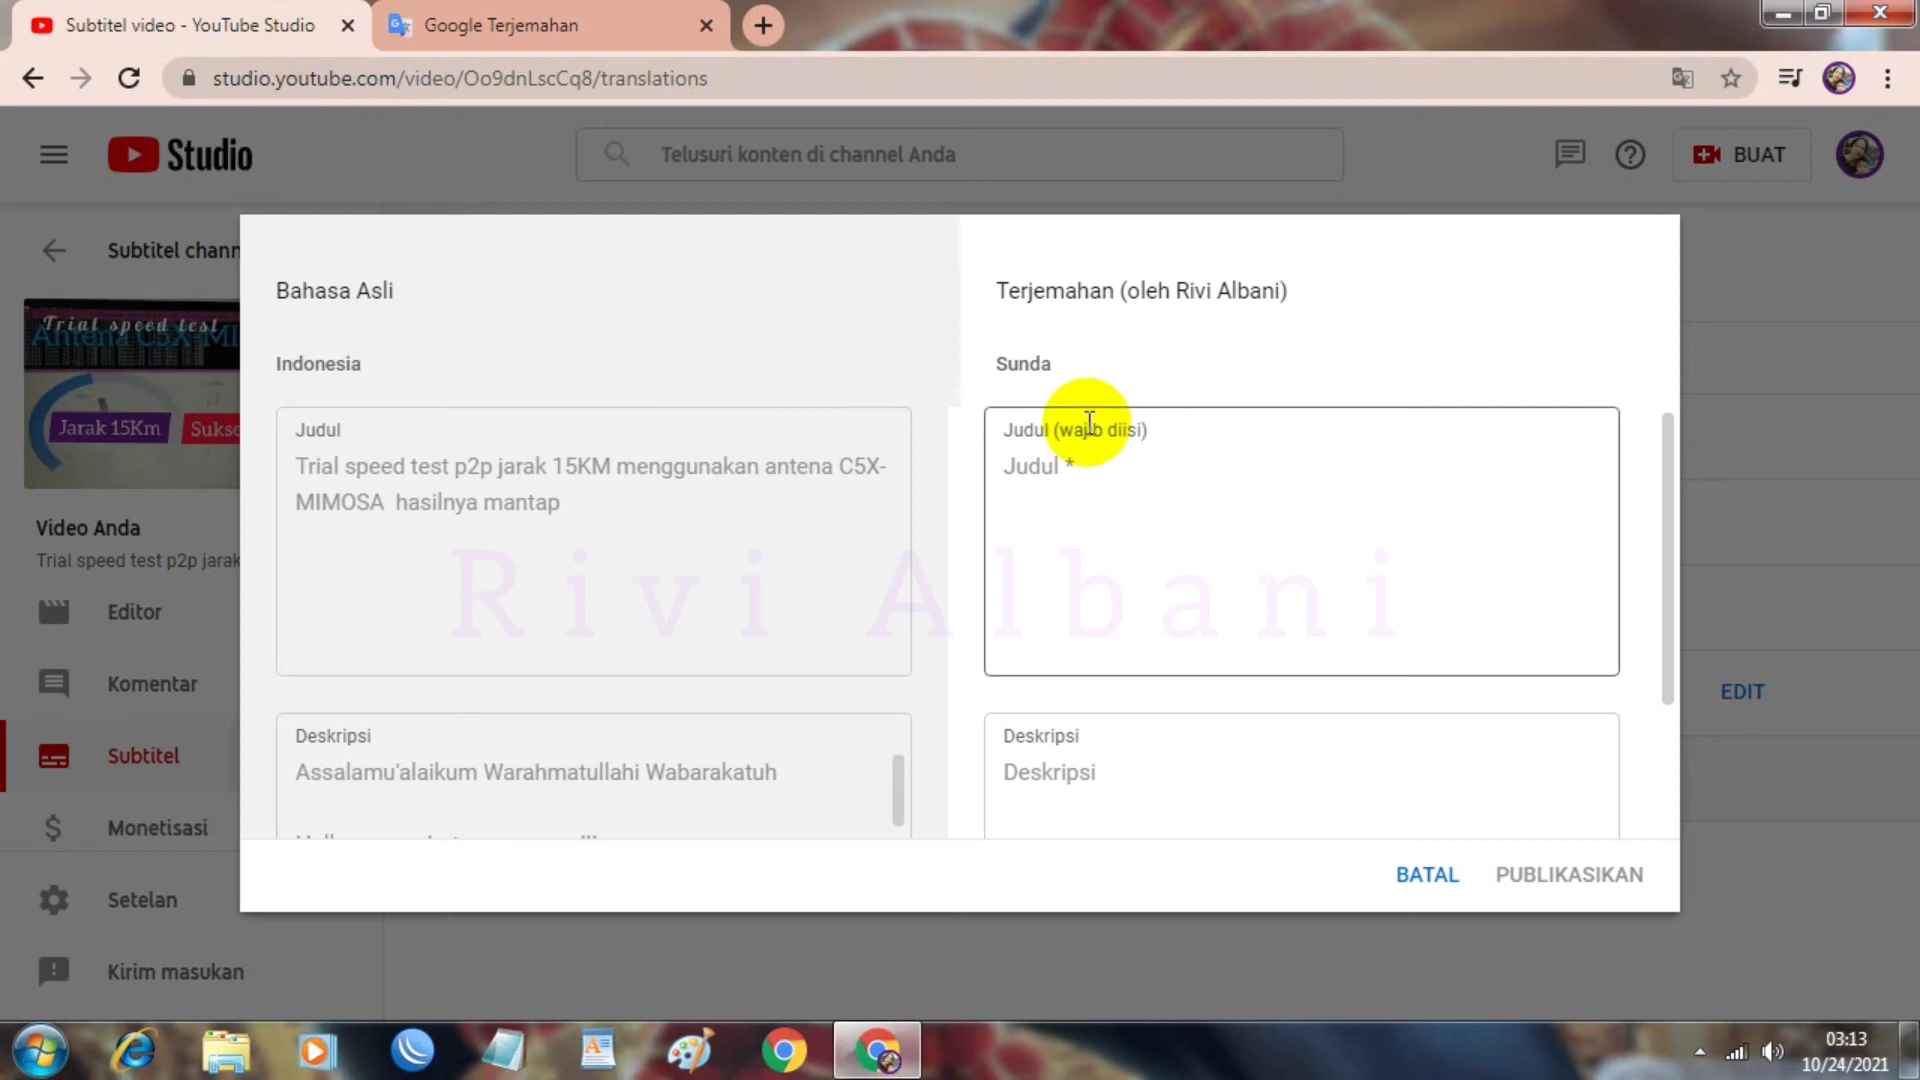 Subtitel video - YouTube Studio
Google Terjemahan
studio.youtube.com/video/Oo9dnLscCq8/translations
Studio
Telusuri konten di channel Anda
BUAT
Subtitel chann
Trial speed test
Antena C5X-MI
Jarak 15Km
Sukse
Video Anda
Trial speed test p2p jarak
Editor
Komentar
Subtitel
Monetisasi
Setelan
Kirim masukan
Bahasa Asli
Indonesia
Judul
Trial speed test p2p jarak 15KM menggunakan antena C5X-
MIMOSA hasilnya mantap
Deskripsi
Assalamu'alaikum Warahmatullahi Wabarakatuh
Terjemahan (oleh Rivi Albani)
Sunda
Judul (wajib diisi)
Judul *
Deskripsi
Deskripsi
Rivi Albani
EDIT
BATAL
PUBLIKASIKAN
03:13
10/24/2021